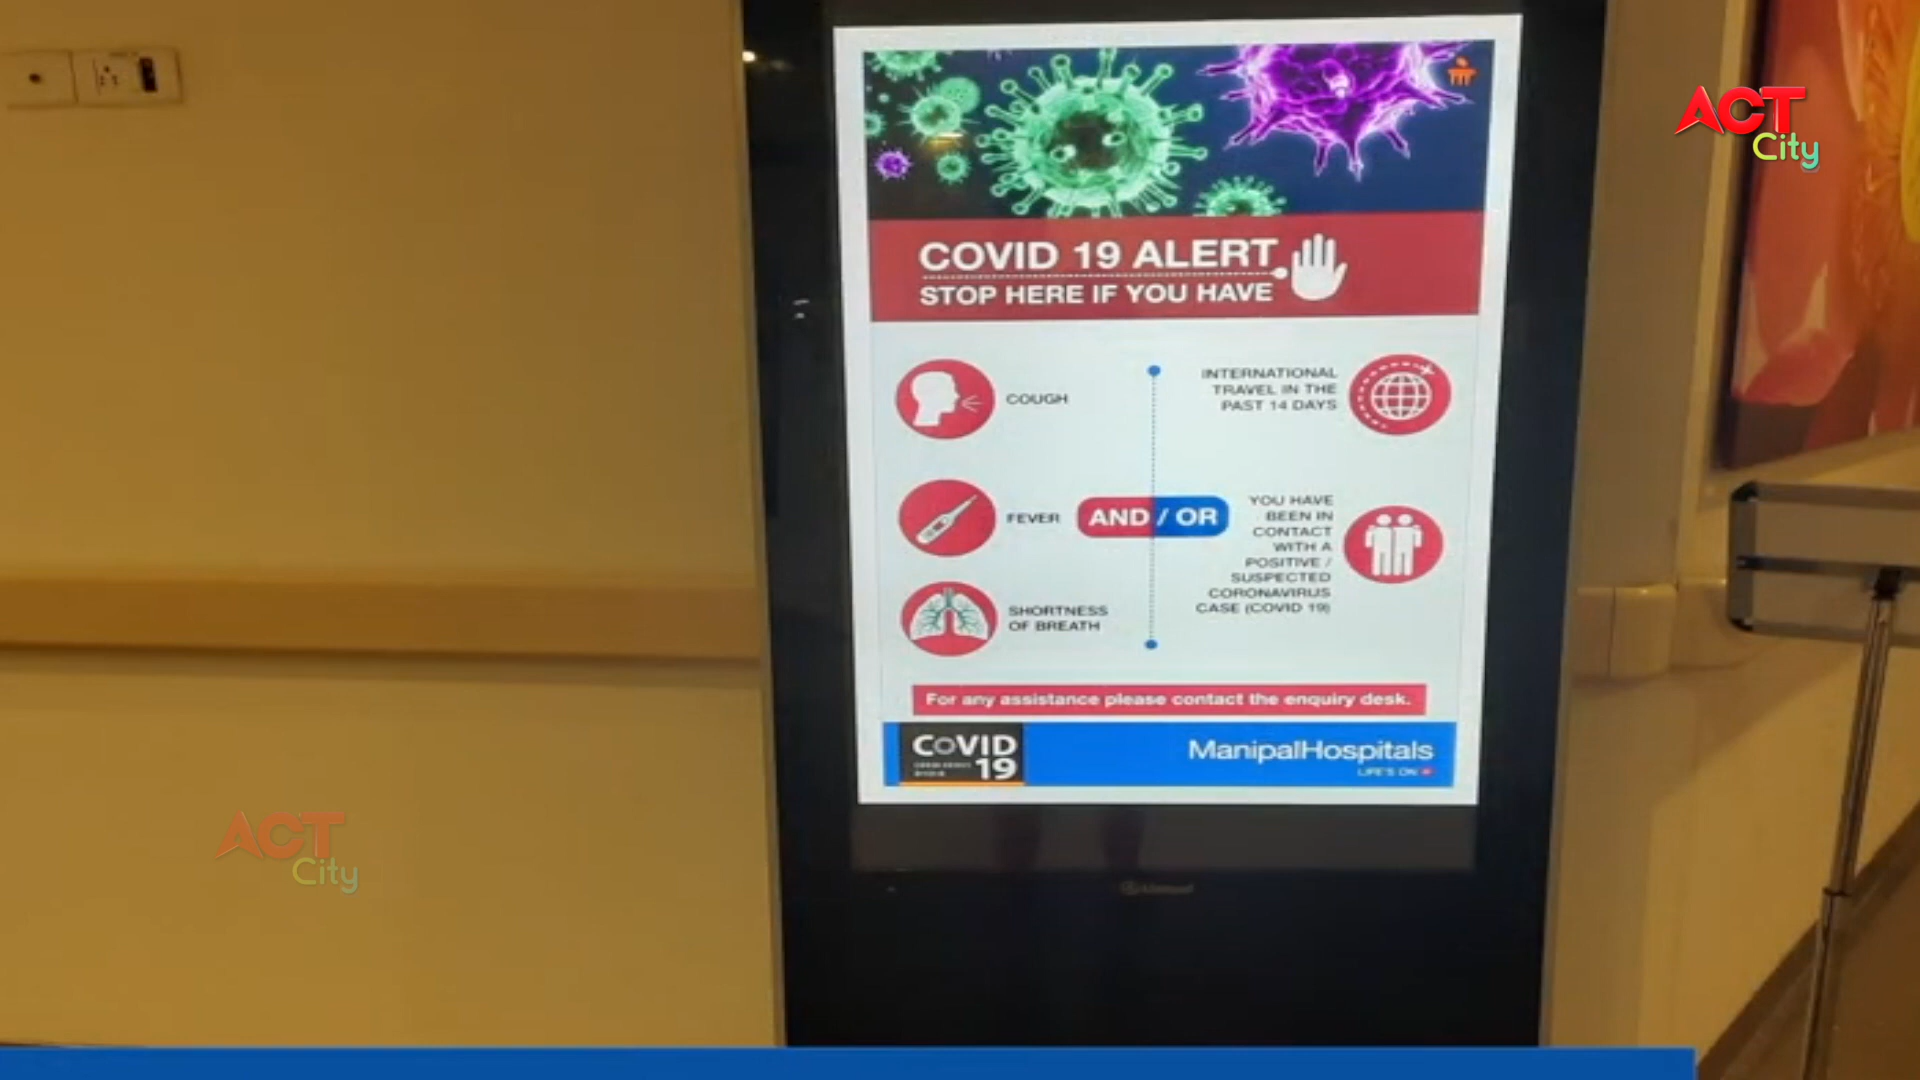 ACT
City
COVID 19 ALERT
STOP HERE IF YOU HAVE
COUGH
INTERNATIONAL
TRAVEL IN THE
PAST 14 DAYS
FEVER
AND / OR
YOU HAVE
BEEN IN
CONTACT
WITH A
POSITIVE /
SUSPECTED
CORONAVIRUS
CASE (COVID 19)
SHORTNESS
OF BREATH
For any assistance please contact the enquiry desk.
COVID
19
ManipalHospitals
LIFE'S ON
ACT
City